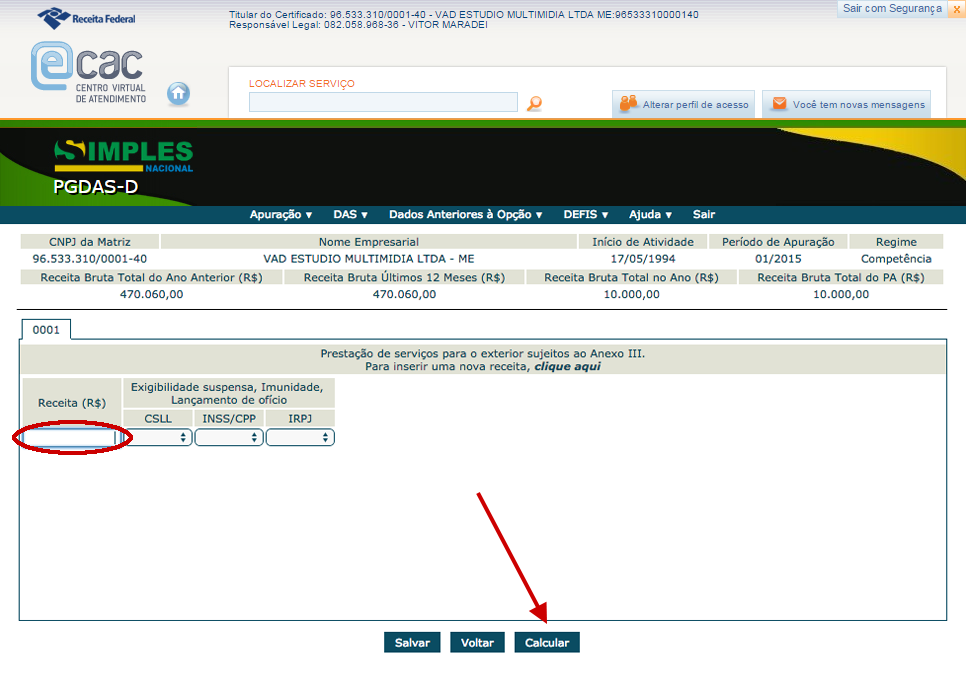 Receita Federal
Titular do Certificado: 96.533.310/0001-40 - VAD ESTUDIO MULTIMIDIA LTDA ME:96533310000140
Responsável Legal: 082.058.968-36 - VITOR MARADEI
Sair com Segurança x
e cac
CENTRO VIRTUAL
DE ATENDIMENTO
LOCALIZAR SERVIÇO
Alterar perfil de acesso
Você tem novas mensagens
SIMPLES
NACIONAL
PGDAS-D
Apuração ▼ DAS ▼ Dados Anteriores à Opção ▼ DEFIS ▼ Ajuda ▼ Sair
CNPJ da Matriz Nome Empresarial Início de Atividade Período de Apuração Regime
96.533.310/0001-40 VAD ESTUDIO MULTIMIDIA LTDA - ME 17/05/1994 01/2015 Competência
Receita Bruta Total do Ano Anterior (R$) Receita Bruta Últimos 12 Meses (R$) Receita Bruta Total no Ano (R$) Receita Bruta Total do PA (R$)
470.060,00 470.060,00 10.000,00 10.000,00
0001
Prestação de serviços para o exterior sujeitos ao Anexo III.
Para inserir uma nova receita, clique aqui
Receita (R$)
Exigibilidade suspensa, Imunidade,
Lançamento de ofício
CSLL INSS/CPP IRPJ
Salvar Voltar Calcular